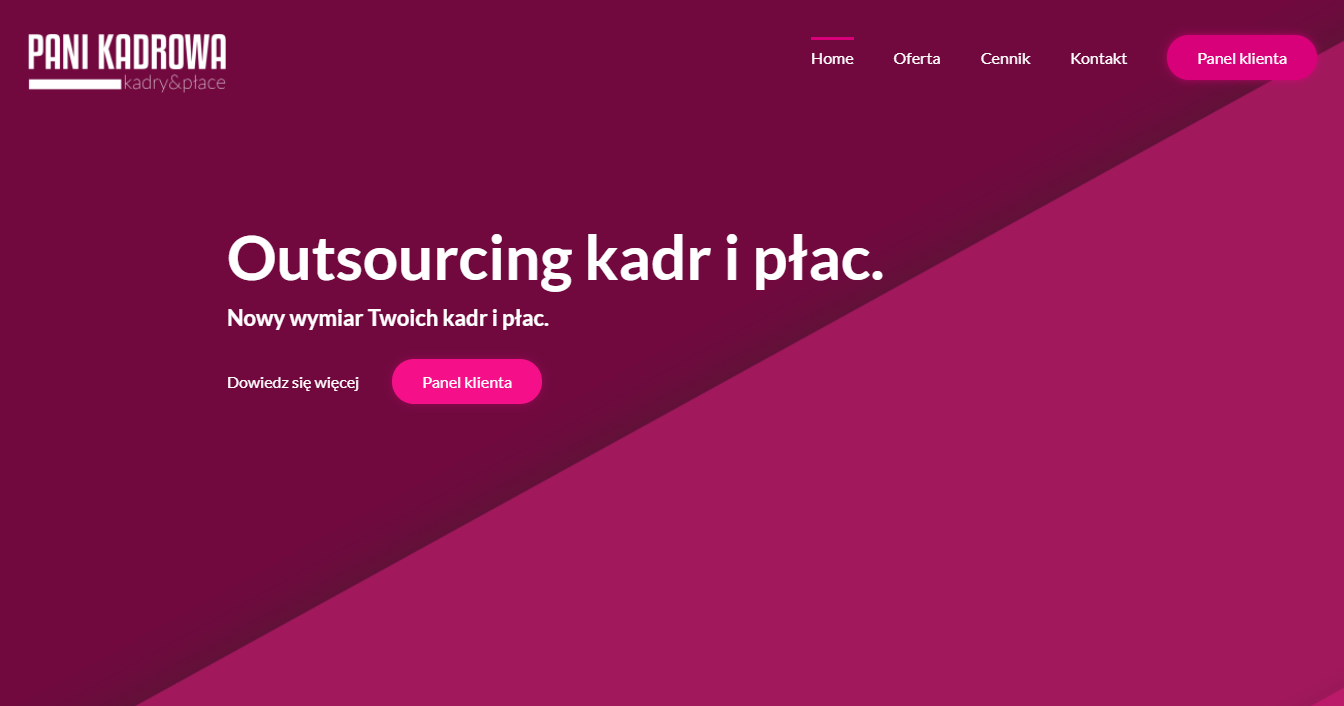 PANI KADROWA
kadry&płace
Home
Oferta
Cennik
Kontakt
Panel klienta
Outsourcing kadr i płac.
Nowy wymiar Twoich kadr i płac.
Dowiedz się więcej
Panel klienta